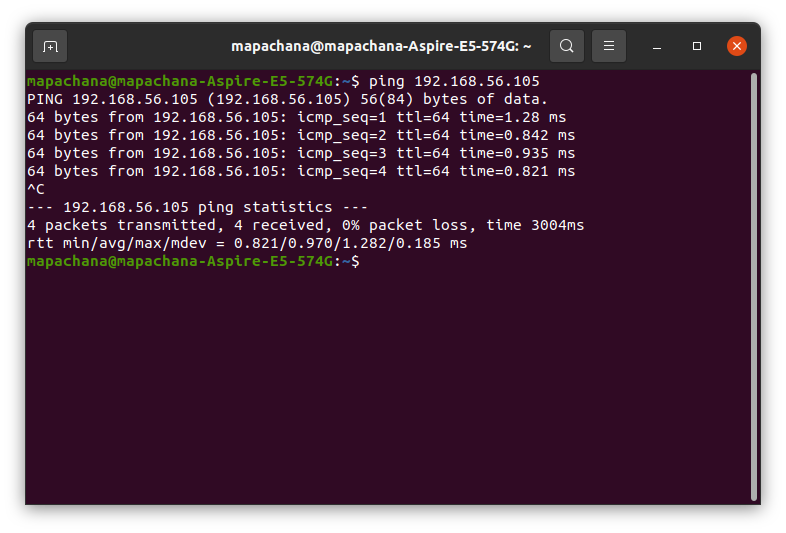 mapachana@mapachana-Aspire-E5-574G: ~
mapachana@mapachana-Aspire-E5-574G:~$ ping 192.168.56.105
PING 192.168.56.105 (192.168.56.105) 56(84) bytes of data.
64 bytes from 192.168.56.105: icmp_seq=1 ttl=64 time=1.28 ms
64 bytes from 192.168.56.105: icmp_seq=2 ttl=64 time=0.842 ms
64 bytes from 192.168.56.105: icmp_seq=3 ttl=64 time=0.935 ms
64 bytes from 192.168.56.105: icmp_seq=4 ttl=64 time=0.821 ms
^C
--- 192.168.56.105 ping statistics ---
4 packets transmitted, 4 received, 0% packet loss, time 3004ms
rtt min/avg/max/mdev = 0.821/0.970/1.282/0.185 ms
mapachana@mapachana-Aspire-E5-574G:~$